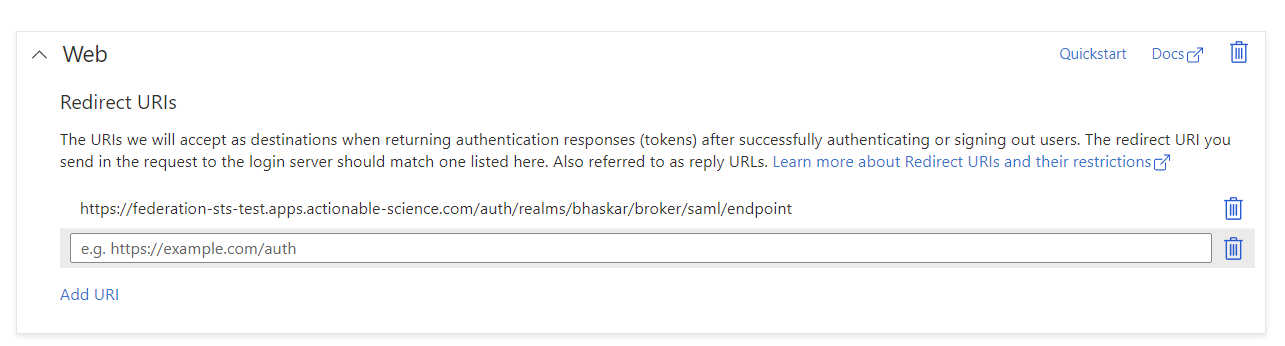 Web
Quickstart
Docs
Redirect URIs
The URIs we will accept as destinations when returning authentication responses (tokens) after successfully authenticating or signing out users. The redirect URI you
send in the request to the login server should match one listed here. Also referred to as reply URLs. Learn more about Redirect URIs and their restrictions
https://federation-sts-test.apps.actionable-science.com/auth/realms/bhaskar/broker/saml/endpoint
e.g. https://example.com/auth
Add URI